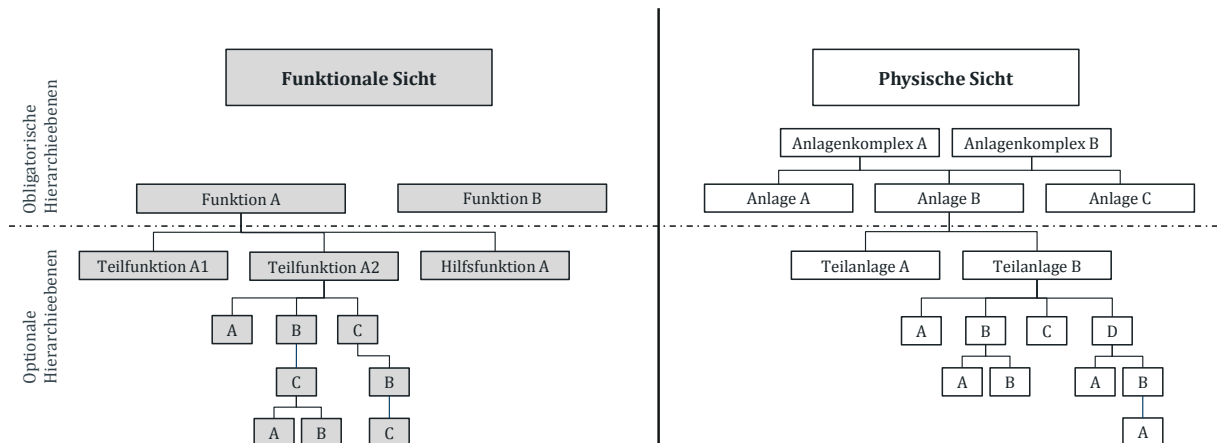 Funktionale Sicht
Physische Sicht
Obligatorische
Hierarchieebenen
Anlagenkomplex A
Anlagenkomplex B
Funktion A
Funktion B
Anlage A
Anlage B
Anlage C
Optionale
Hierarchieebenen
Teilfunktion A1
Teilfunktion A2
Hilfsfunktion A
Teilanlage A
Teilanlage B
A
B
C
A
B
C
D
C
B
A
B
A
B
A
B
C
A